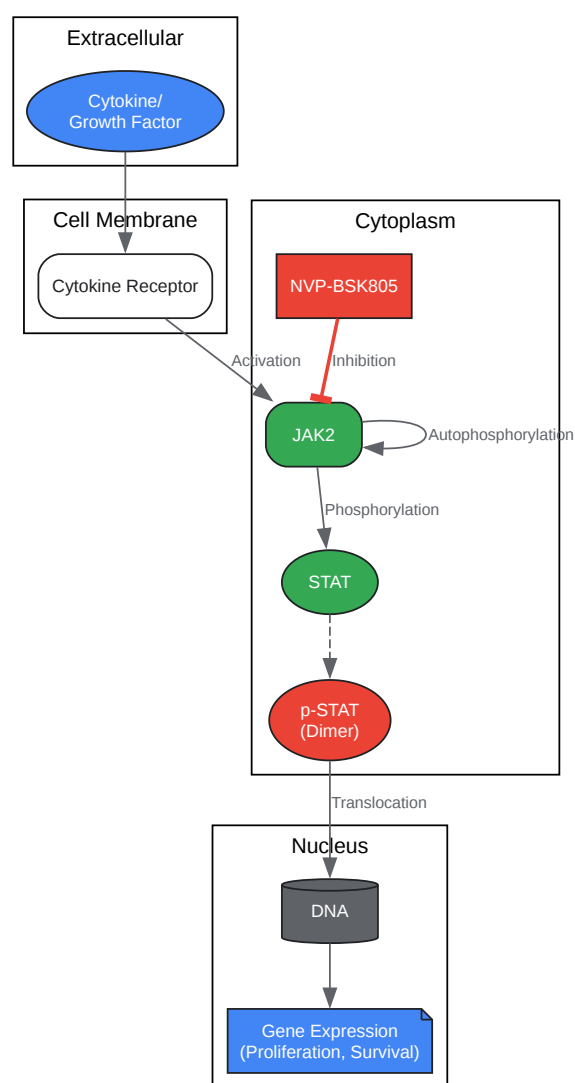 Extracellular
Cytokine/
Growth Factor
Cell Membrane
Cytokine Receptor
Cytoplasm
NVP-BSK805
Activation
Inhibition
JAK2
Autophosphorylation
Phosphorylation
STAT
p-STAT
(Dimer)
Translocation
Nucleus
DNA
Gene Expression
(Proliferation, Survival)